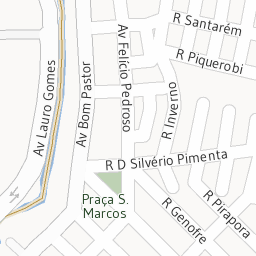 R Santarém
R Piquerobi
Av Felício Pedroso
Av Bom Pastor
Av Lauro Gomes
R Inverno
R D Silvério Pimenta
Praça S.
Marcos
R Genofre
R Pirapora